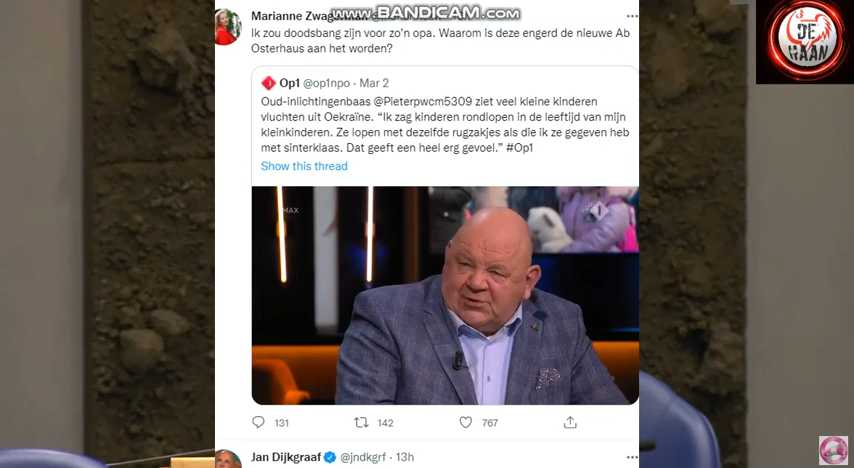 WWW.BANDICAM.COM
Marianne Zwagerman
Ik zou doodsbang zijn voor zo'n opa. Waarom is deze engerd de nieuwe Ab
Osterhaus aan het worden?
Op1 @op1npo · Mar 2
Oud-inlichtingenbaas @Pieterpwcm5309 ziet veel kleine kinderen
vluchten uit Oekraïne. “Ik zag kinderen rondlopen in de leeftijd van mijn
kleinkinderen. Ze lopen met dezelfde rugzakjes als die ik ze gegeven heb
met sinterklaas. Dat geeft een heel erg gevoel.” #Op1
Show this thread
MAX
131 142 767
Jan Dijkgraaf @jndkgrf · 13h
DE
HAAN